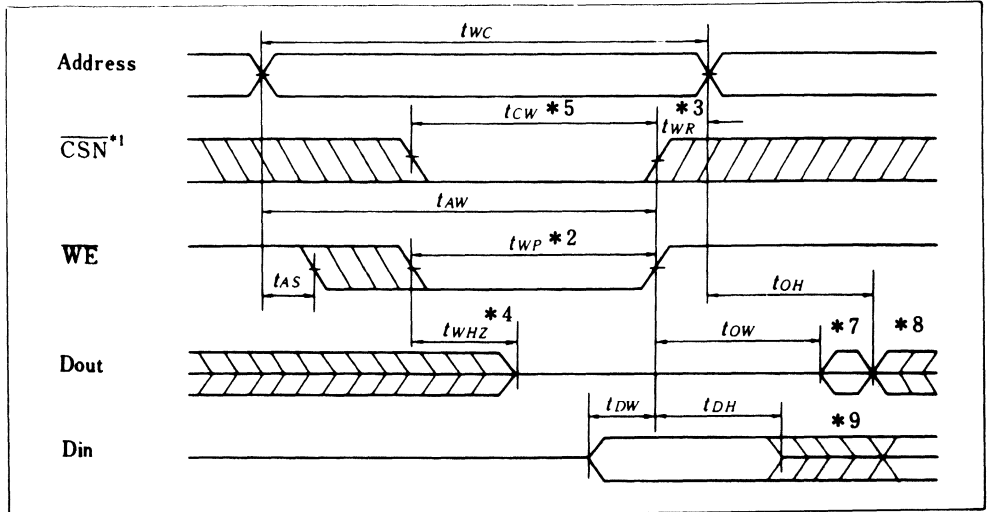 tWC
Address
tCW *5 *3
tWR
CSN*1
tAW
WE
tWP *2
tAS
tOH
tWHZ *4
tOW
*7 *8
Dout
tDW tDH
*9
Din